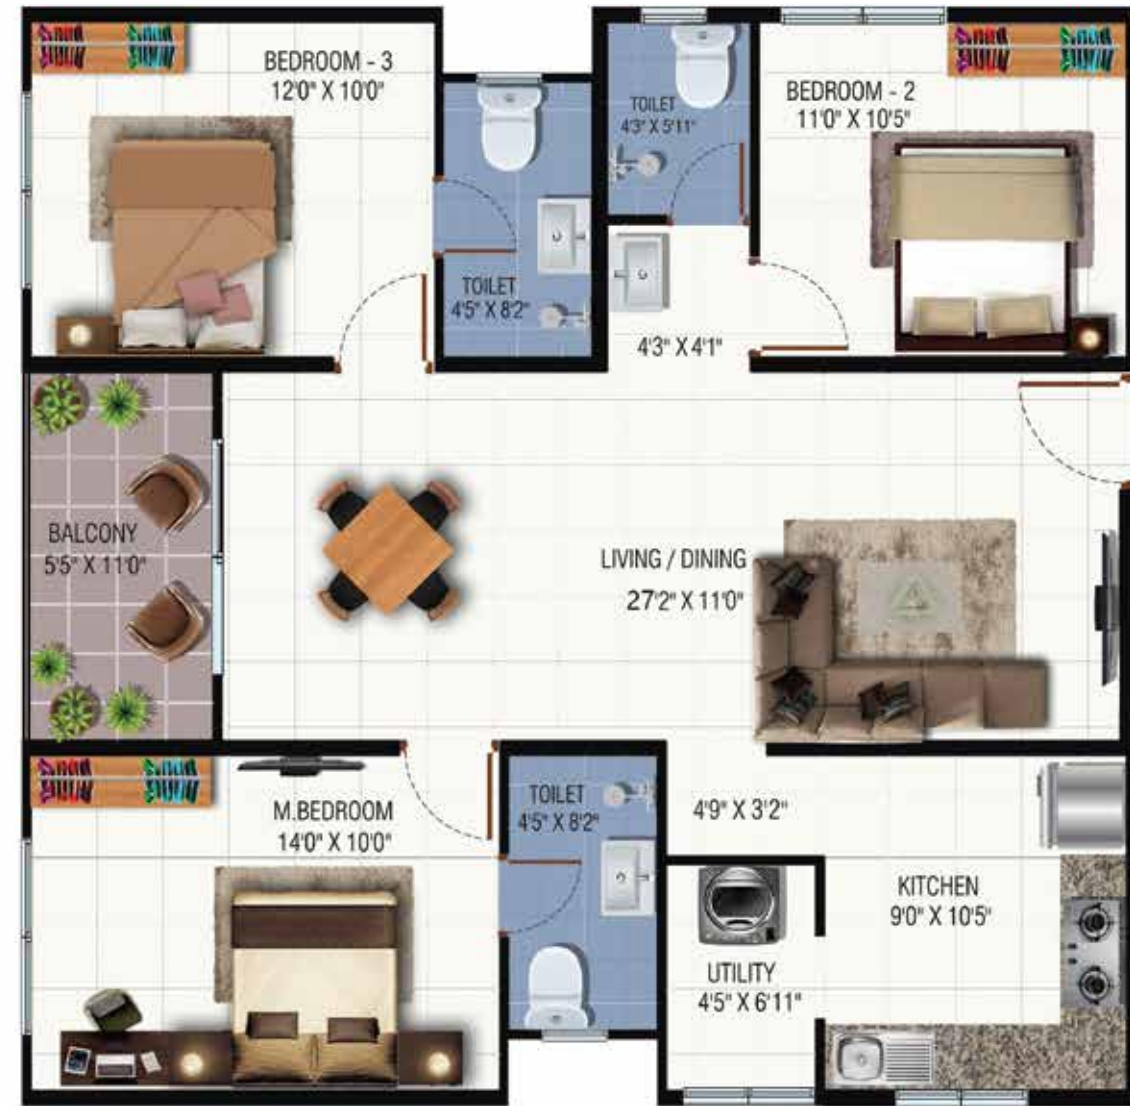 BEDROOM - 3
12'0" X 10'0"
TOILET
4'3" X 5'11"
BEDROOM - 2
11'0" X 10'5"
TOILET
4'5" X 8'2"
4'3" X 4'1"
BALCONY
5'5" X 11'0"
LIVING / DINING
27'2" X 11'0"
M.BEDROOM
14'0" X 10'0"
TOILET
4'5" X 8'2"
4'9" X 3'2"
KITCHEN
9'0" X 10'5"
UTILITY
4'5" X 6'11"